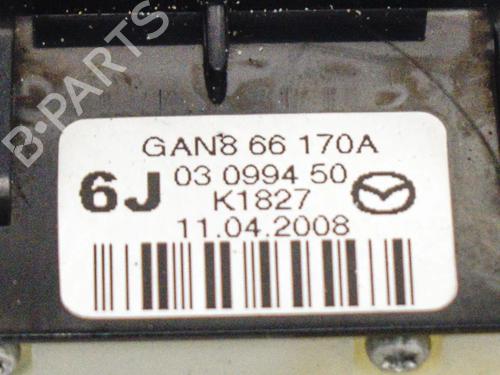 B-PARTS
GAN8 66 170A
6J 03 0994 50
K1827
11.04.2008